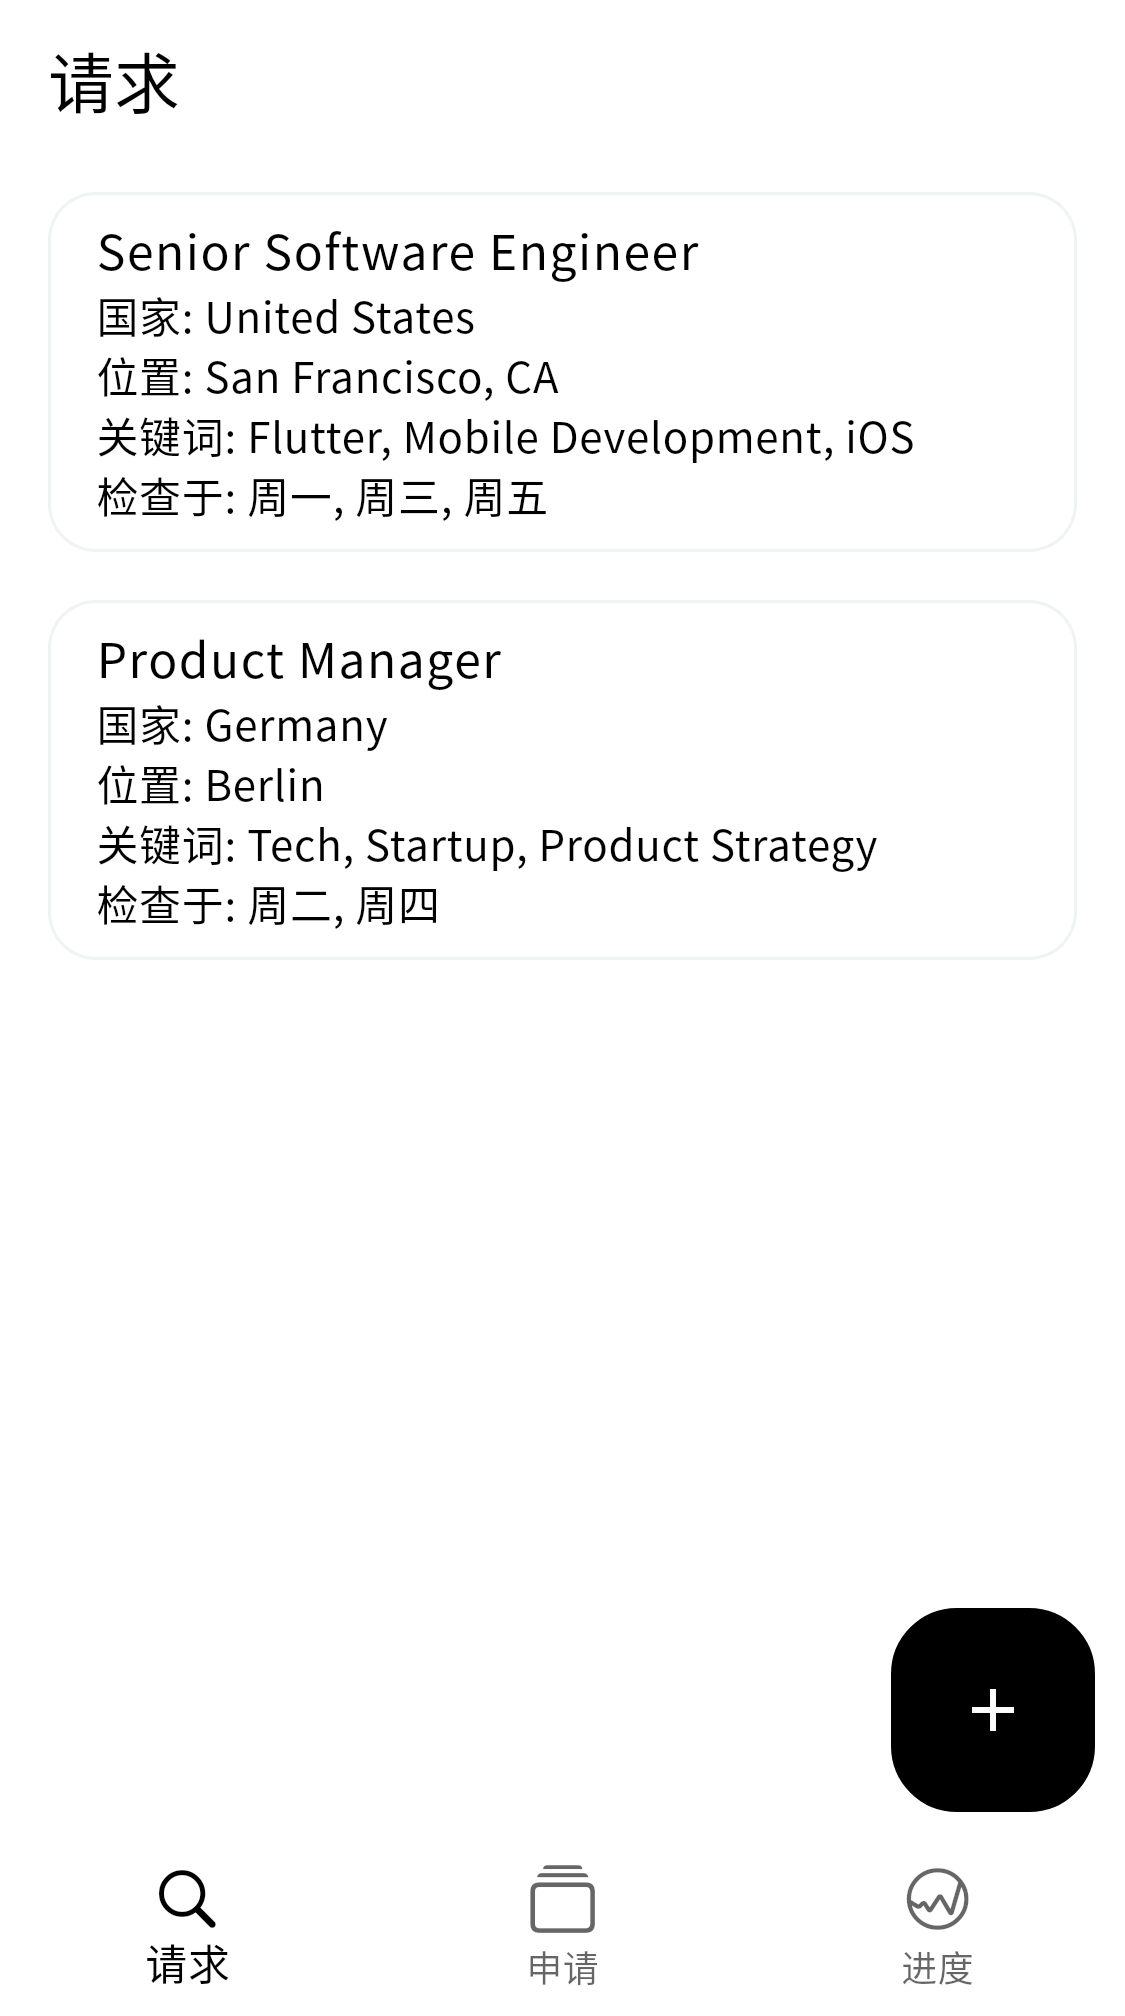 请求
Senior Software Engineer
国家: United States
位置: San Francisco, CA
关键词: Flutter, Mobile Development, iOS
检查于: 周一, 周三, 周五
Product Manager
国家: Germany
位置: Berlin
关键词: Tech, Startup, Product Strategy
检查于: 周二, 周四
请求
申请
进度